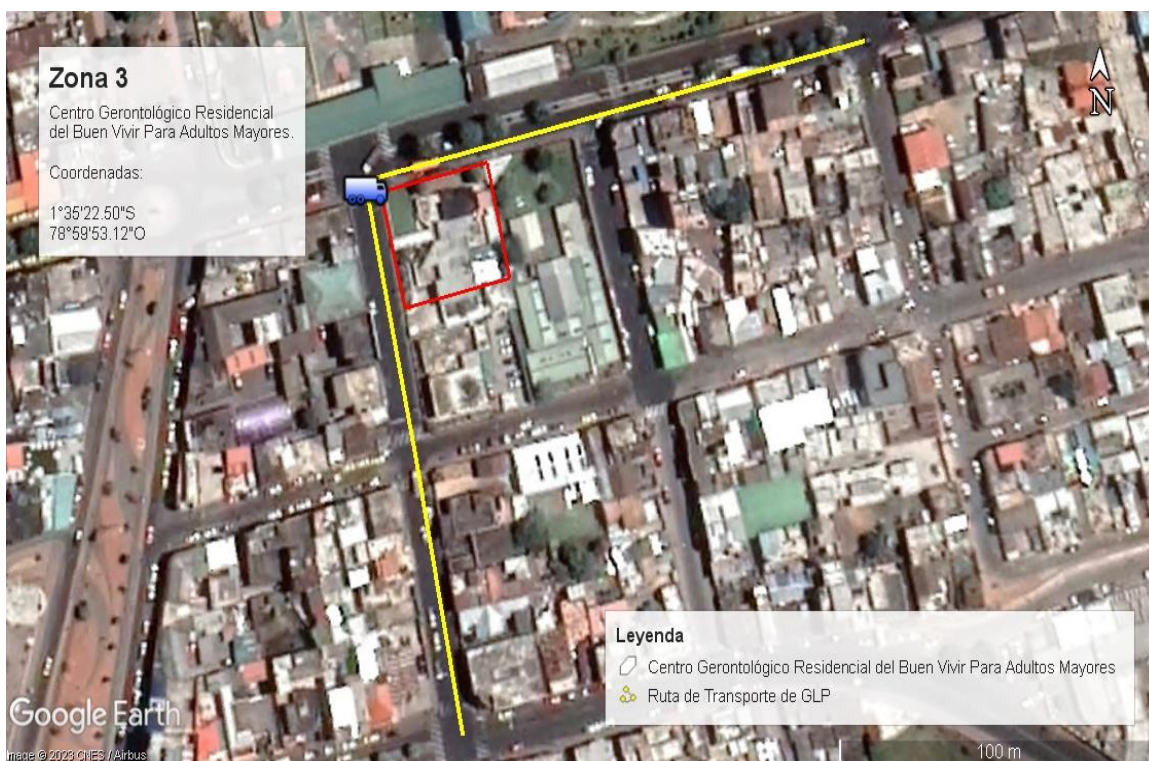 Zona 3
Centro Gerontológico Residencial
del Buen Vivir Para Adultos Mayores.
Coordenadas:
1°35'22.50"S
78°59'53.12"O
N
Leyenda
Centro Gerontológico Residencial del Buen Vivir Para Adultos Mayores
Ruta de Transporte de GLP
Google Earth
Image © 2023 CNES / Airbus
100 m